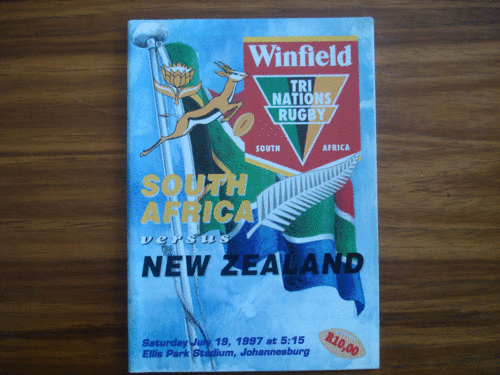 Winfield
TRI
NATIONS
RUGBY
SOUTH AFRICA
SOUTH
AFRICA
versus
NEW ZEALAND
Saturday July 19, 1997 at 5:15
Ellis Park Stadium, Johannesburg
R10,00